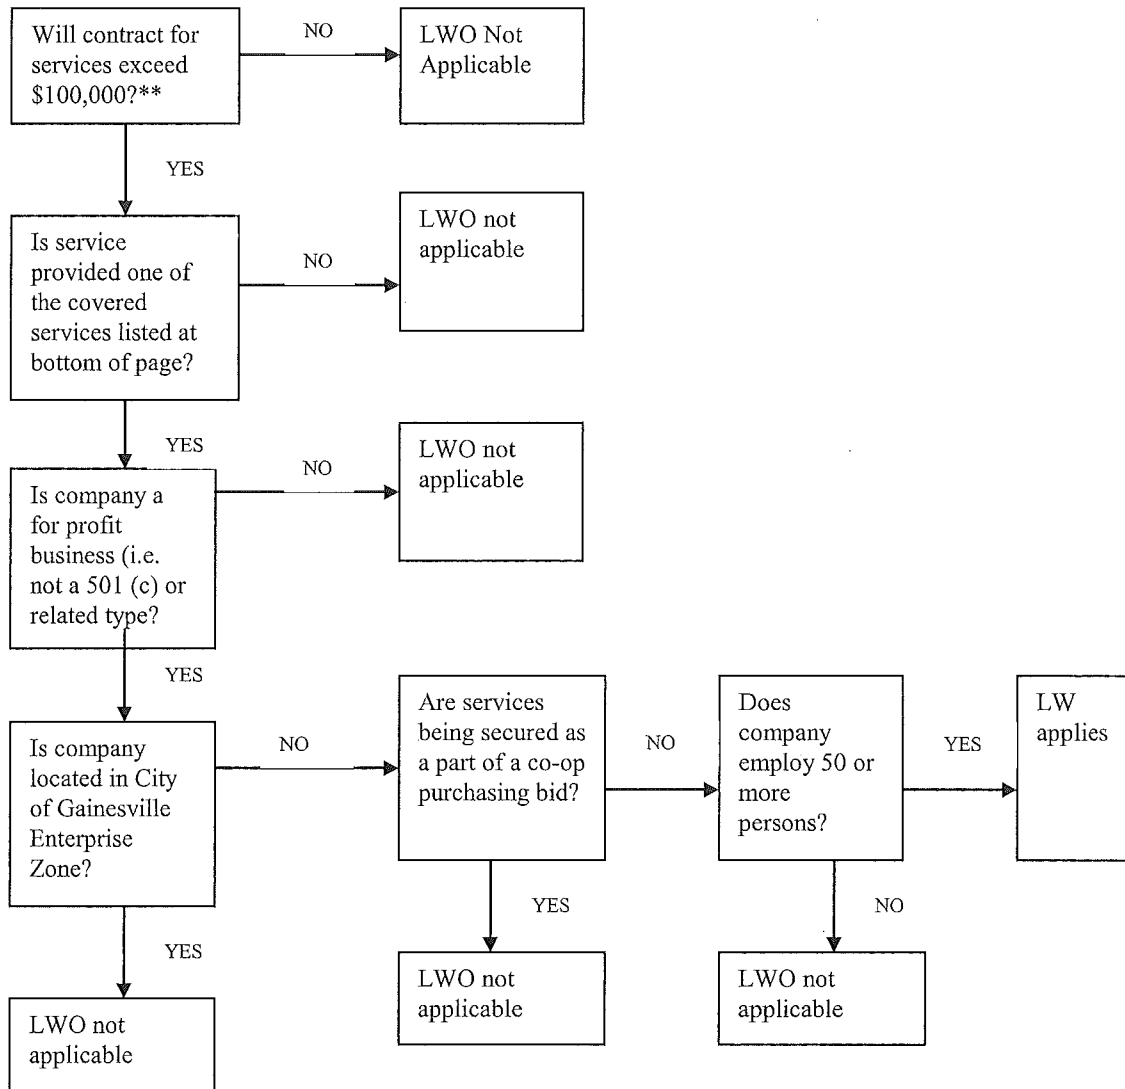 Will contract for
services exceed
$100,000?**
NO
LWO Not
Applicable
YES
Is service
provided one of
the covered
services listed at
bottom of page?
NO
LWO not
applicable
YES
Is company a
for profit
business (i.e.
not a 501 (c) or
related type?
NO
LWO not
applicable
YES
Is company
located in City
of Gainesville
Enterprise
Zone?
NO
Are services
being secured as
a part of a co-op
purchasing bid?
NO
Does
company
employ 50 or
more
persons?
YES
LW
applies
YES
LWO not
applicable
YES
LWO not
applicable
NO
LWO not
applicable